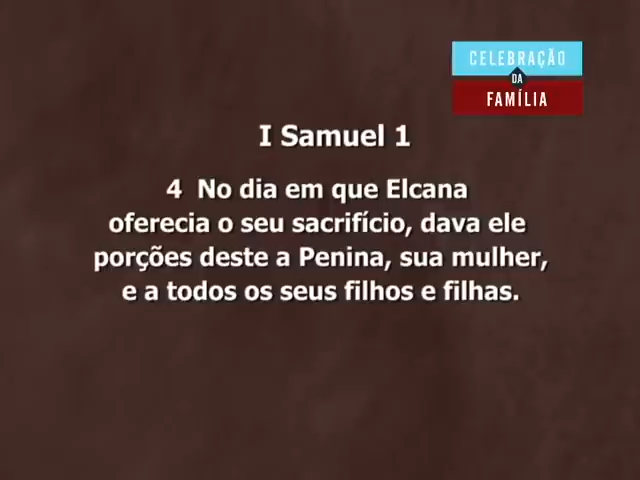 CELEBRAÇÃO
DA
FAMÍLIA
I Samuel 1
4 No dia em que Elcana
oferecia o seu sacrifício, dava ele
porções deste a Penina, sua mulher,
e a todos os seus filhos e filhas.